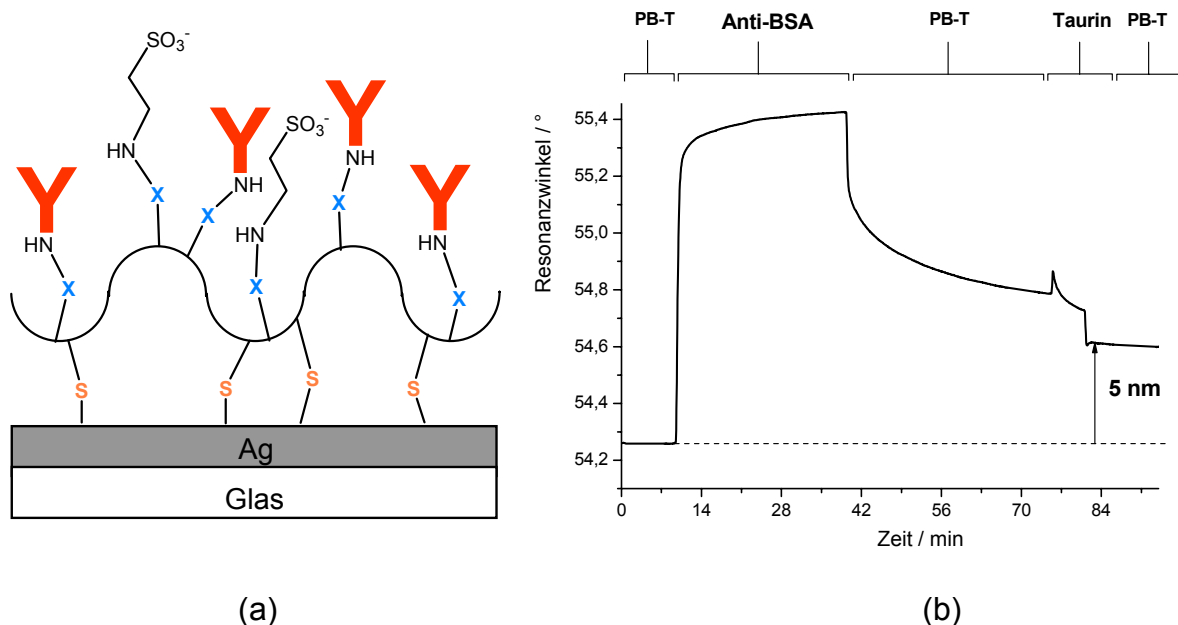 SO₃⁻
HN
X
X
NH
SO₃⁻
HN
X
X
NH
HN
X
HN
X
S
S
S
S
Ag
Glas
(a)
PB-T
Anti-BSA
PB-T
Taurin
PB-T
Resonanzwinkel / °
55,4
55,2
55,0
54,8
54,6
54,4
54,2
5 nm
0 14 28 42 56 70 84
Zeit / min
(b)